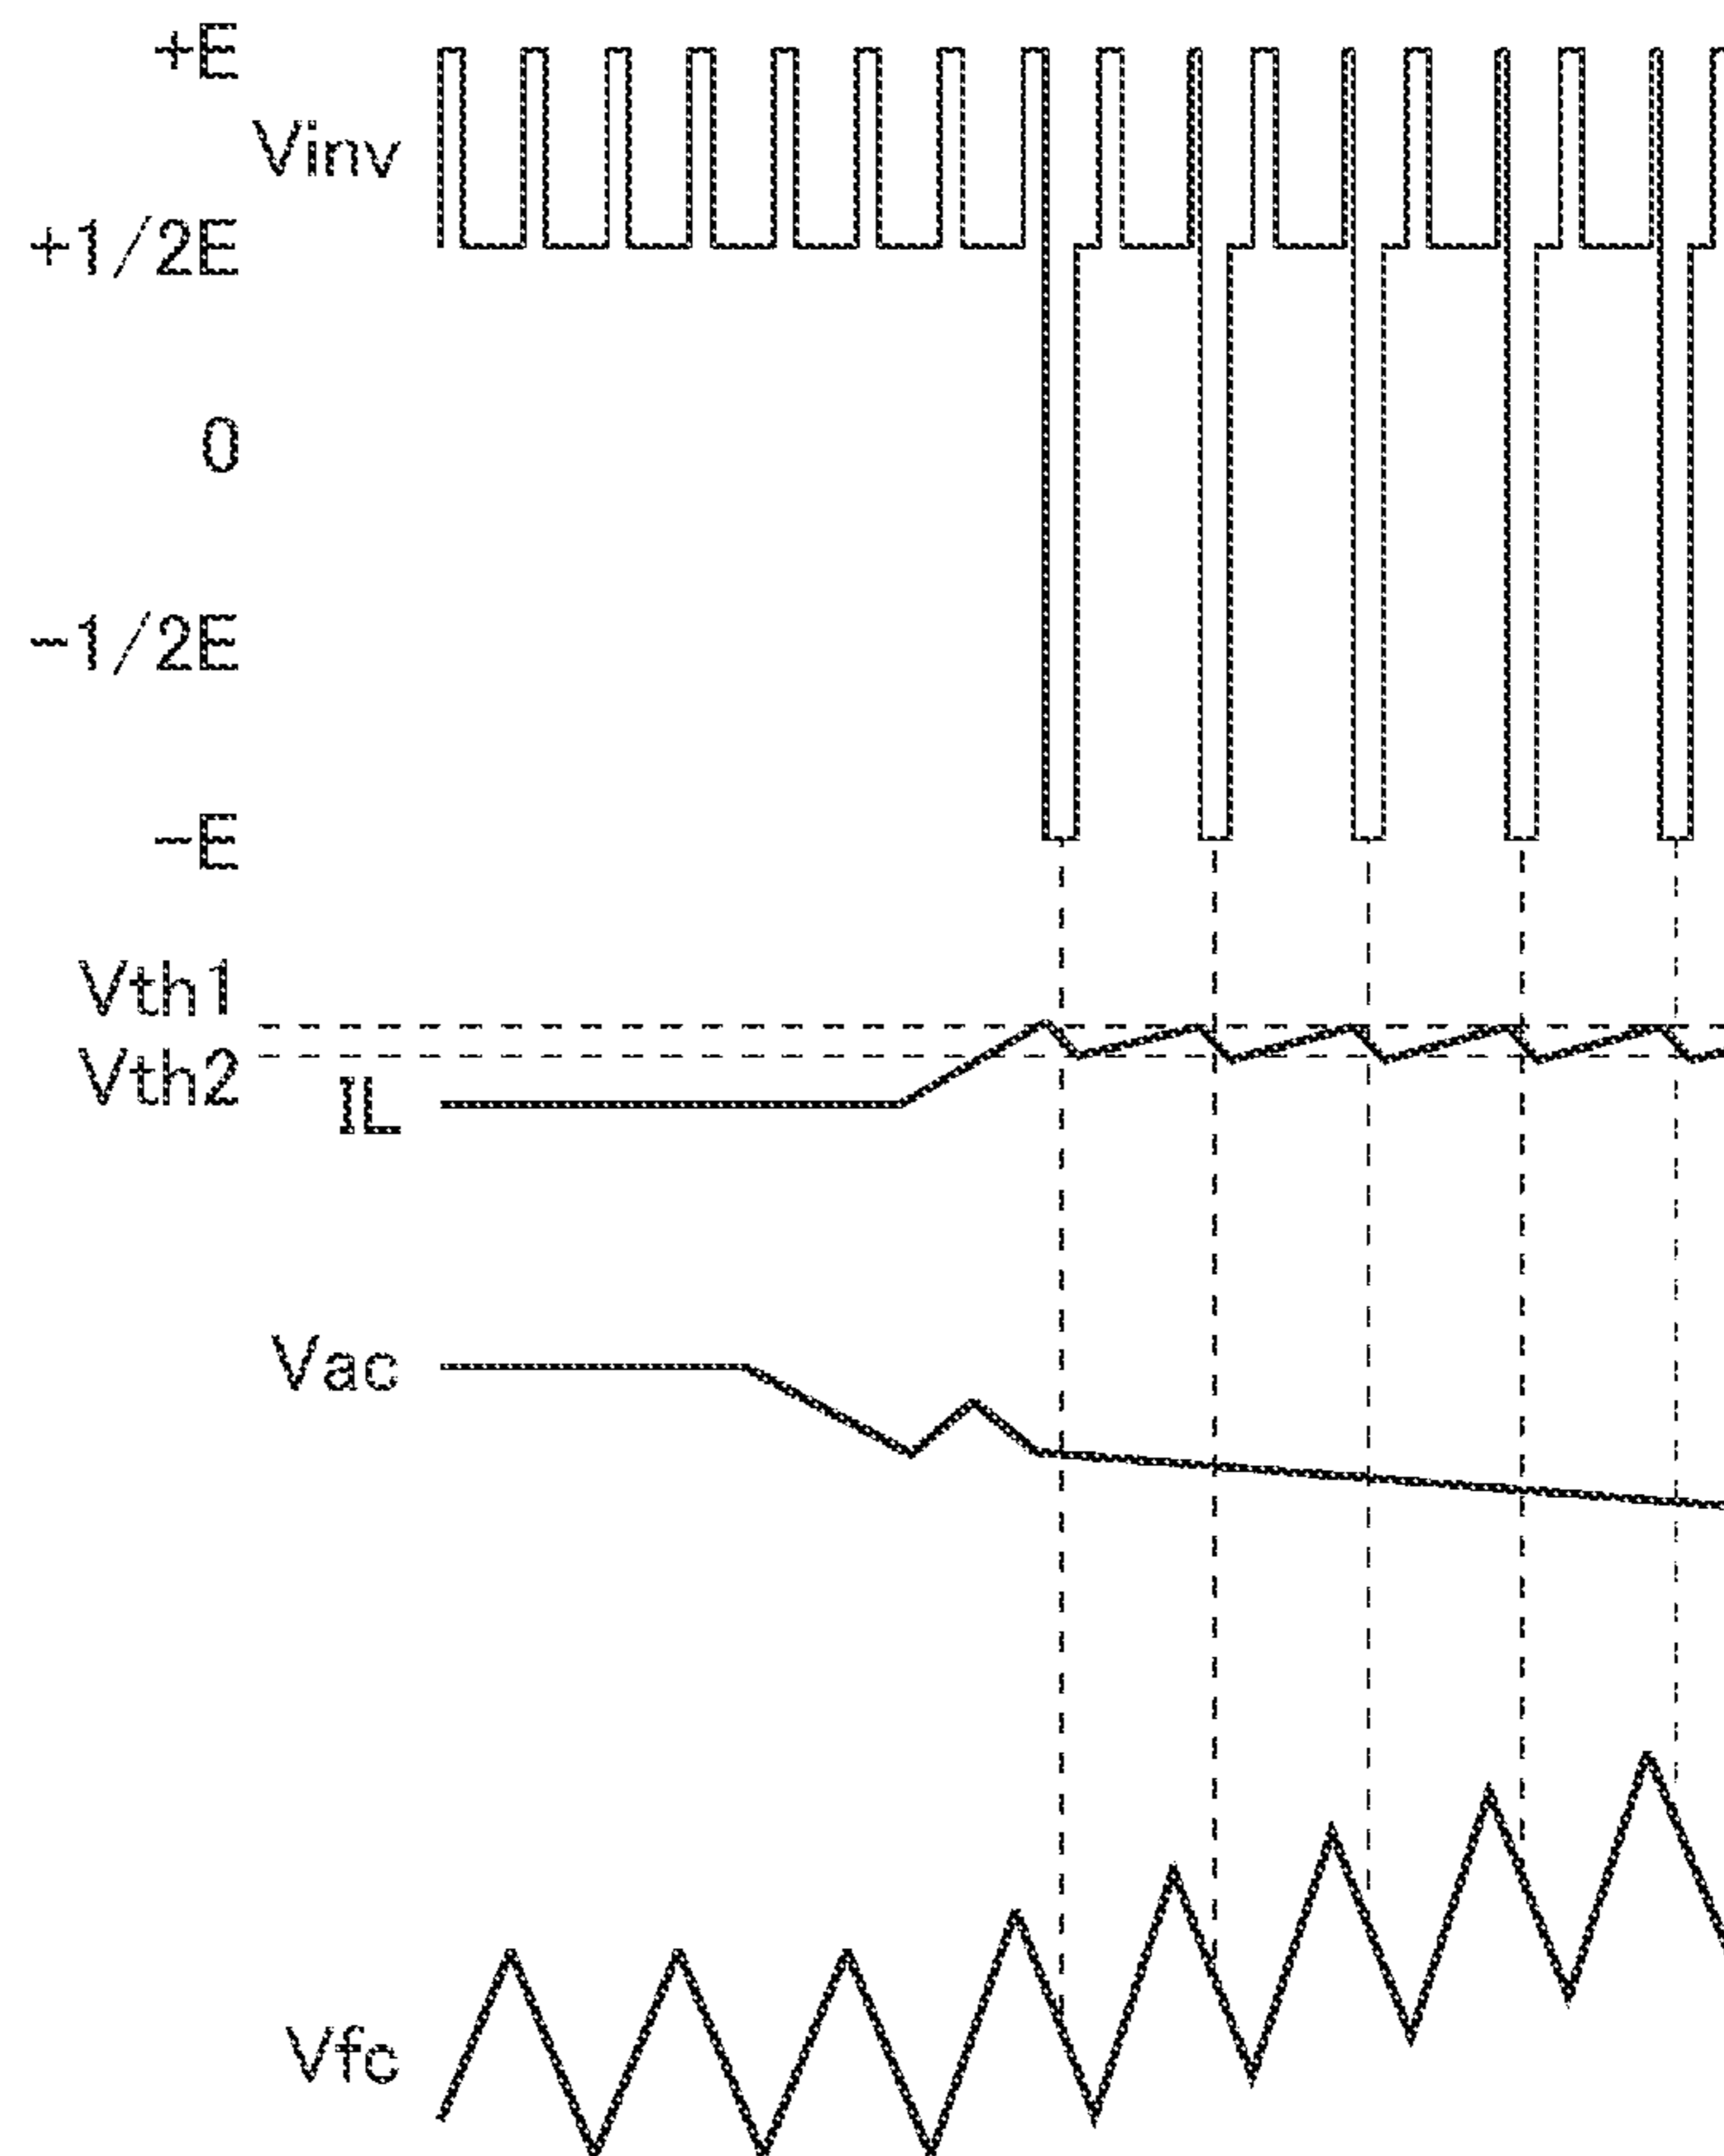 +E
Vinv
+1/2E
0
-1/2E
-E
Vth1
Vth2
IL
Vac
Vfc